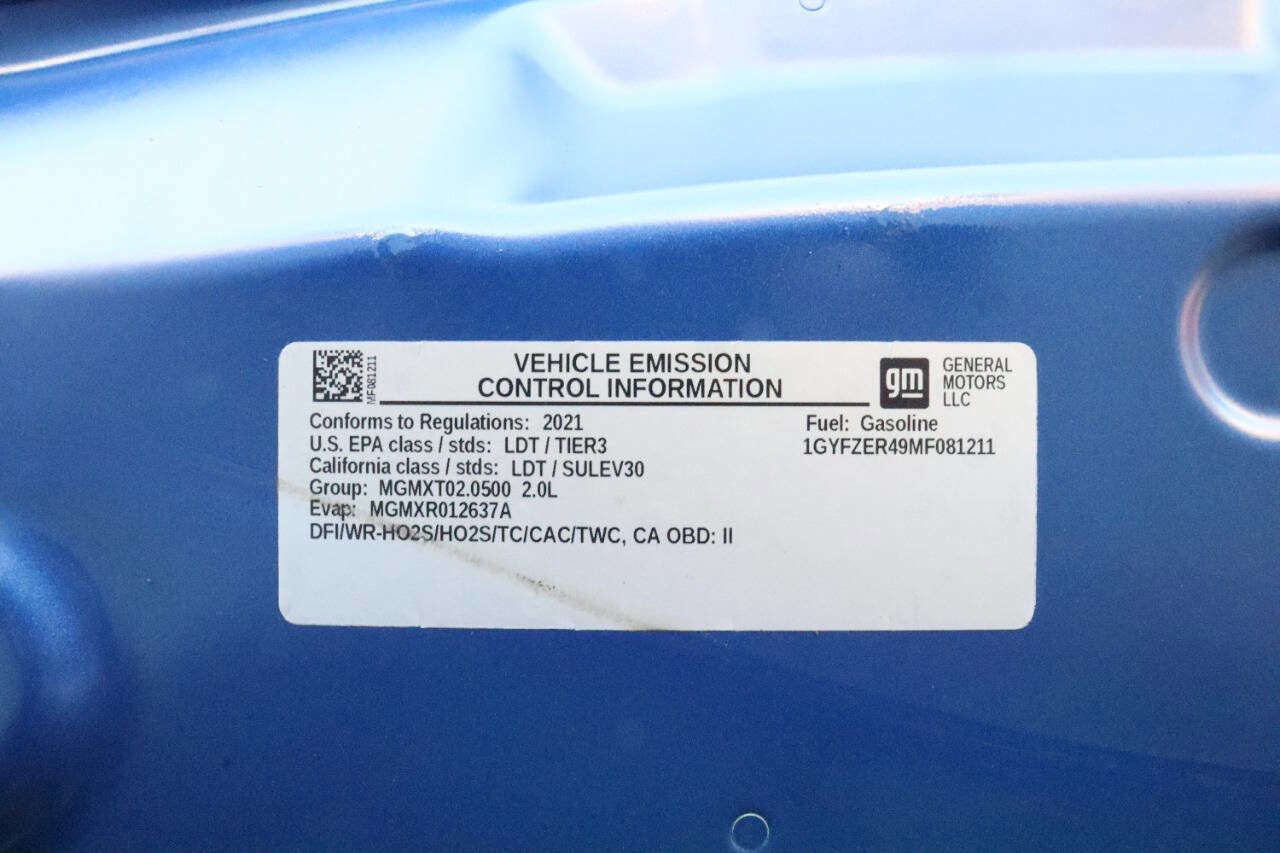 VEHICLE EMISSION
CONTROL INFORMATION
MF081211
gm
GENERAL
MOTORS
LLC
Conforms to Regulations: 2021
U.S. EPA class / stds: LDT / TIER3
California class / stds: LDT / SULEV30
Group: MGMXT02.0500 2.0L
Evap: MGMXR012637A
DFI/WR-HO2S/HO2S/TC/CAC/TWC, CA OBD: II
Fuel: Gasoline
1GYFZER49MF081211